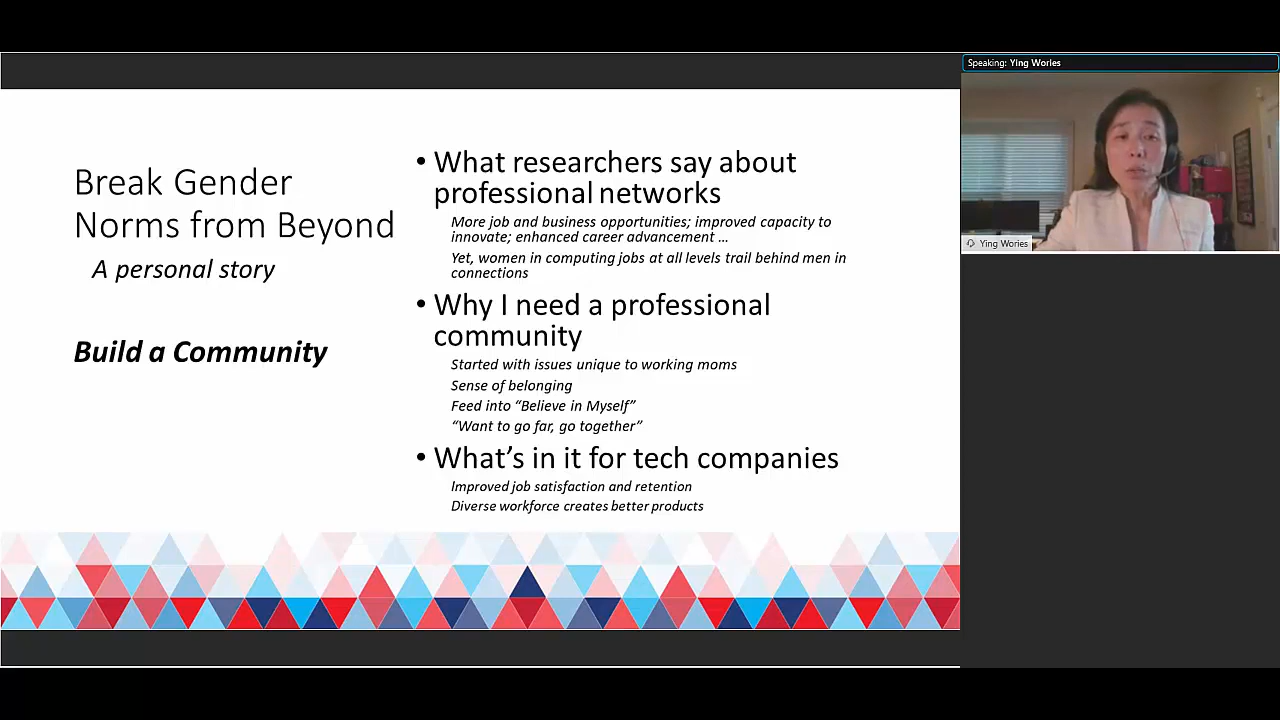 Break Gender
Norms from Beyond
A personal story
Build a Community
• What researchers say about
professional networks
More job and business opportunities; improved capacity to
innovate; enhanced career advancement …
Yet, women in computing jobs at all levels trail behind men in
connections
• Why I need a professional
community
Started with issues unique to working moms
Sense of belonging
Feed into “Believe in Myself”
“Want to go far, go together”
• What’s in it for tech companies
Improved job satisfaction and retention
Diverse workforce creates better products
Speaking: Ying Wories
Ying Wories